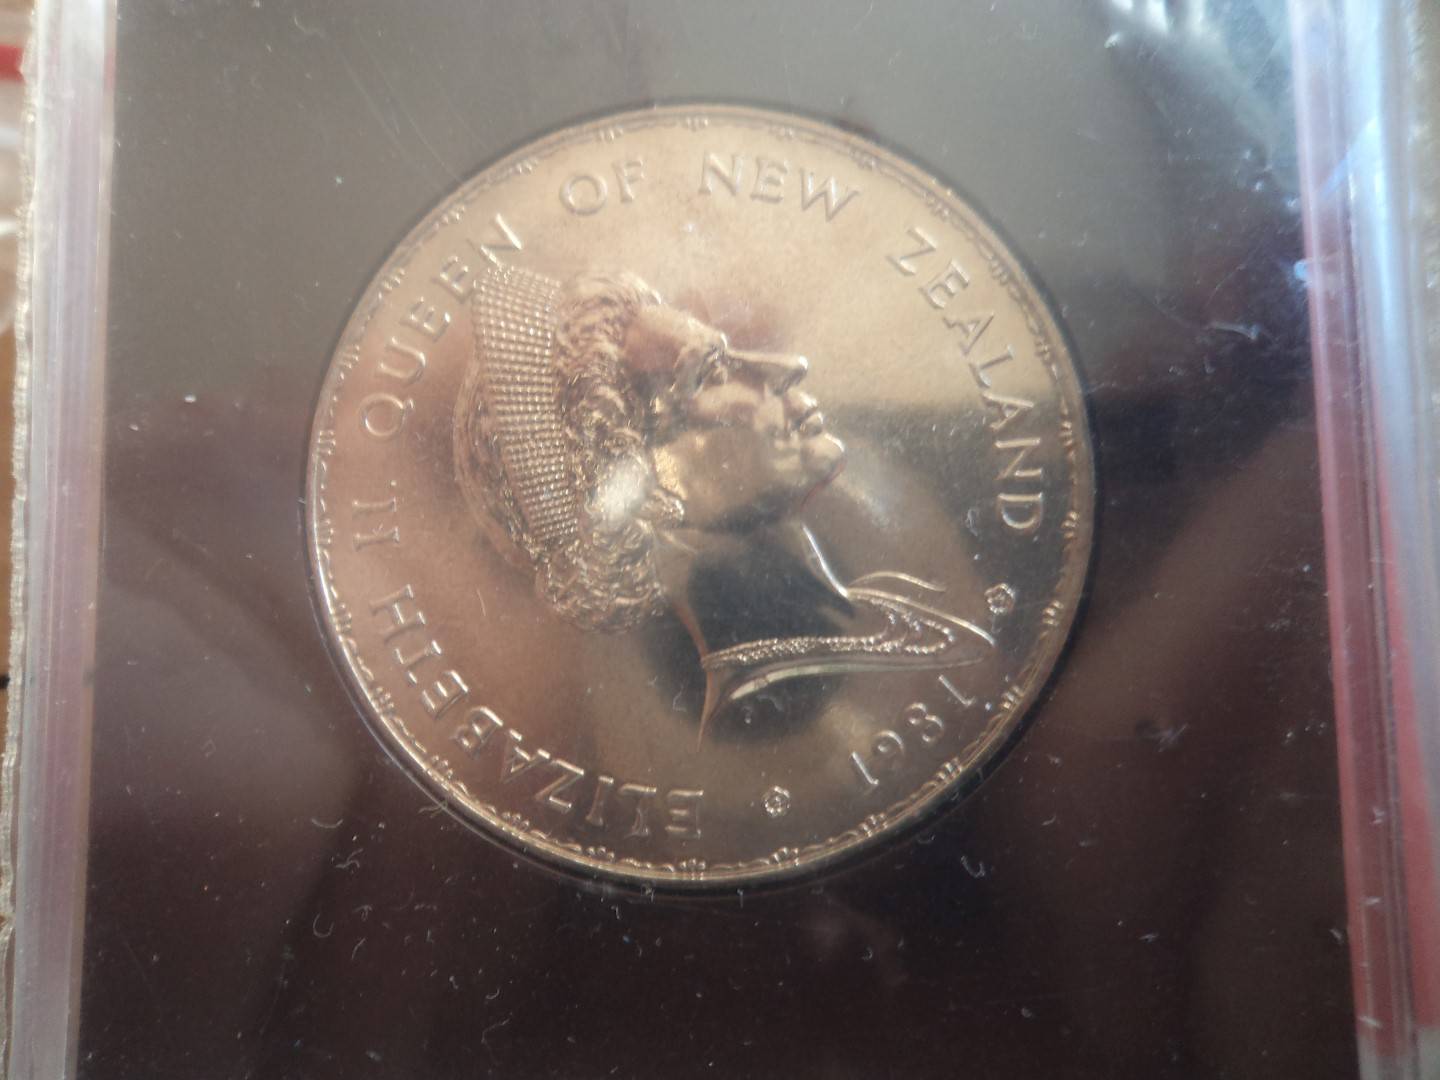 ELIZABETH II. QUEEN OF NEW ZEALAND
1981